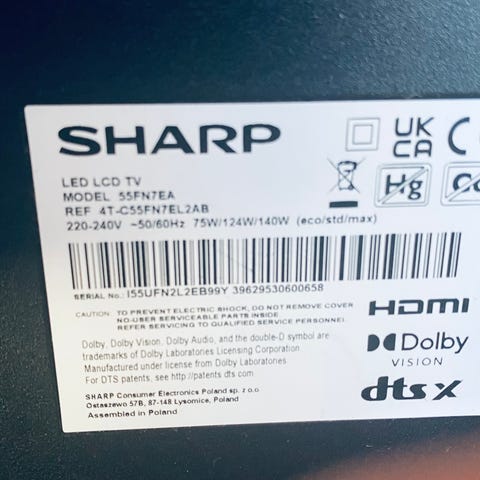 SHARP
UK
CA
LED LCD TV
MODEL 55FN7EA
REF 4T-C55FN7EL2AB
220-240V ~50/60Hz 75W/124W/140W (eco/std/max)
Hg
SERIAL No.: I55UFN2L2EB99Y 39629530600658
CAUTION TO PREVENT ELECTRIC SHOCK, DO NOT REMOVE COVER
NO-USER SERVICEABLE PARTS INSIDE.
REFER SERVICING TO QUALIFIED SERVICE PERSONNEL.
HDMI
Dolby, Dolby Vision, Dolby Audio, and the double-D symbol are
trademarks of Dolby Laboratories Licensing Corporation
Manufactured under license from Dolby Laboratories
For DTS patents, see http://patents dts.com
Dolby
VISION
dts x
SHARP Consumer Electronics Poland sp. z o.o
Ostaszewo 57B, 87-148 Lysomice, Poland
Assembled in Poland